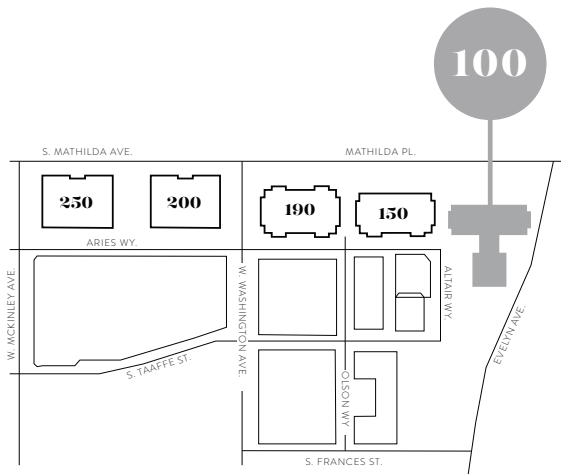 100
S. MATHILDA AVE.
MATHILDA PL.
250
200
190
150
ARIES WY.
W. MCKINLEY AVE.
W. WASHINGTON AVE.
ALTAIR WY.
EVELYN AVE.
S. TAAFFE ST.
OLSON WY
S. FRANCES ST.